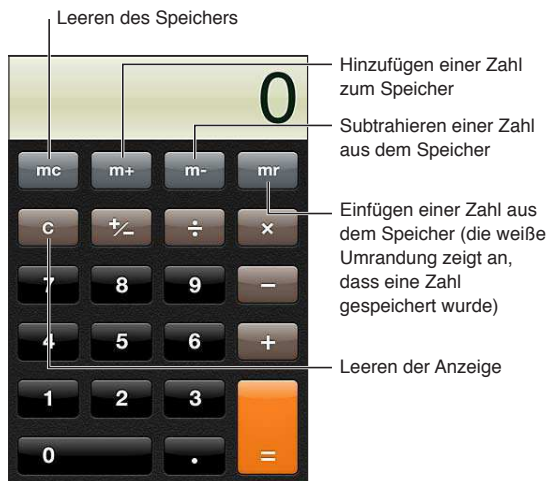 Leeren des Speichers
0
Hinzufügen einer Zahl
zum Speicher
Subtrahieren einer Zahl
aus dem Speicher
mc m+ m- mr
Einfügen einer Zahl aus
dem Speicher (die weiße
Umrandung zeigt an,
dass eine Zahl
gespeichert wurde)
c +/− ÷ ×
7 8 9 −
4 5 6 +
Leeren der Anzeige
1 2 3
0 . =